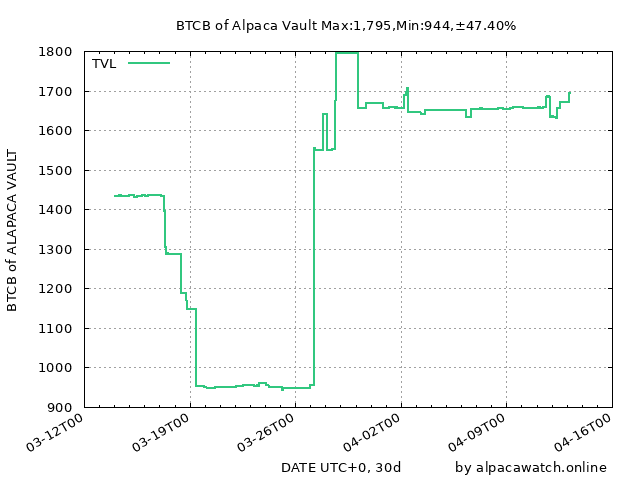 BTCB of Alpaca Vault Max:1,795,Min:944,±47.40%
TVL
1800
1700
1600
1500
1400
1300
1200
1100
1000
900
BTCB of ALAPACA VAULT
03-12T00
03-19T00
03-26T00
04-02T00
04-09T00
04-16T00
DATE UTC+0, 30d
by alpacawatch.online